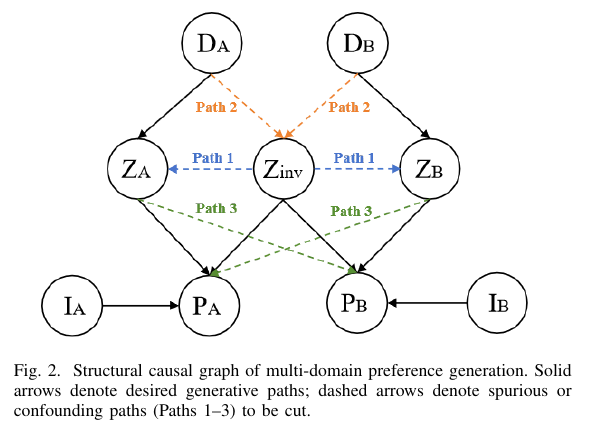 DA DB
Path 2 Path 2
ZA Path 1 Zinv Path 1 ZB
Path 3 Path 3
IA PA PB IB
Fig. 2. Structural causal graph of multi-domain preference generation. Solid
arrows denote desired generative paths; dashed arrows denote spurious or
confounding paths (Paths 1–3) to be cut.